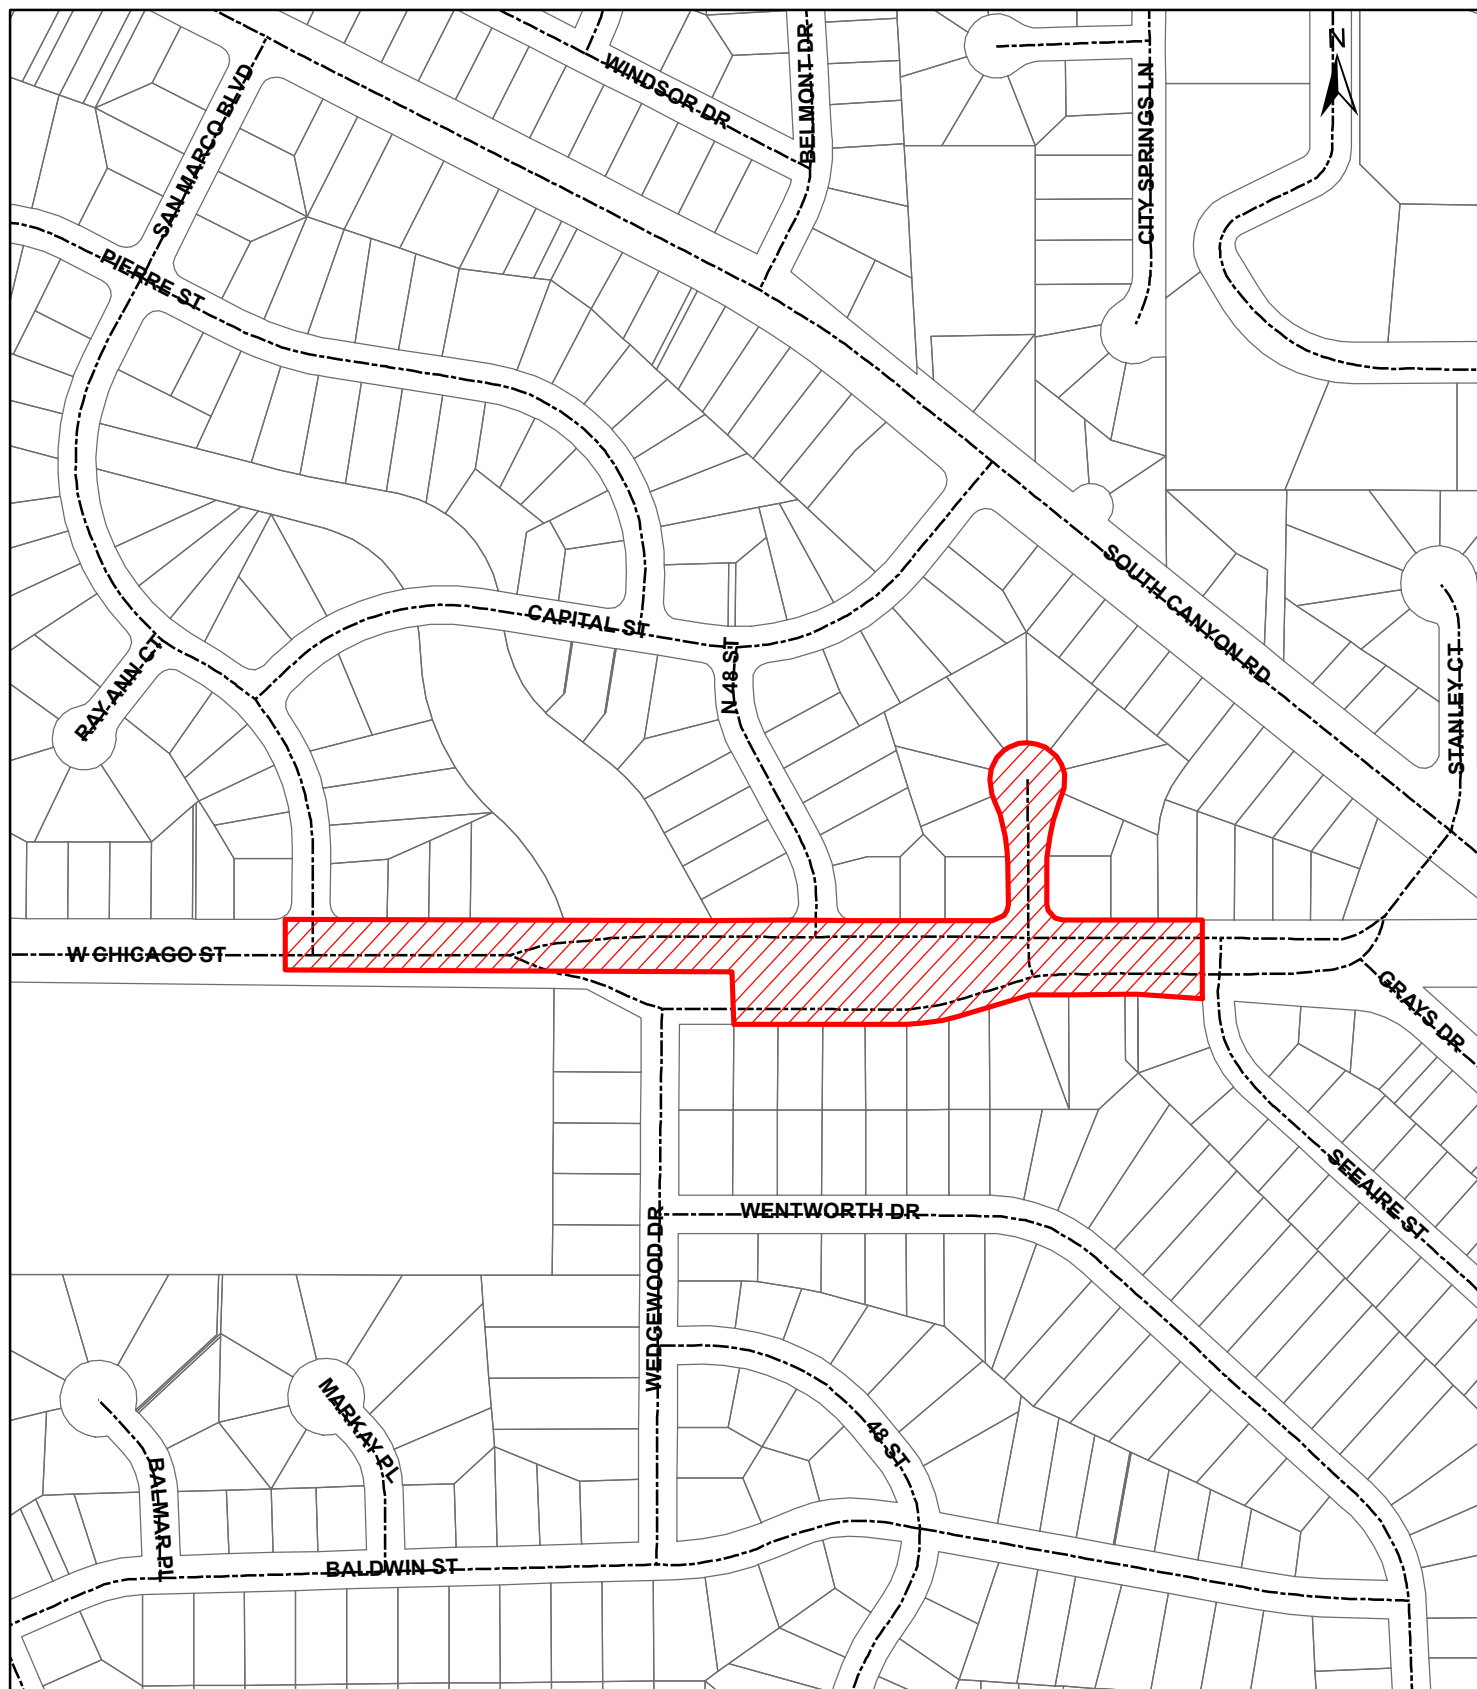 WINDSOR DR
BELMONT DR
N
CITY SPRINGS LN
SAN MARCO BLVD
PIERRE ST
SOUTH CANYON RD
CAPITAL ST
N 48 ST
RAY ANN CT
STANLEY CT
W CHICAGO ST
GRAYS DR
SEEAIRE ST
WENTWORTH DR
WEDGEWOOD DR
MARKAY PL
48 ST
BALMAR PL
BALDWIN ST